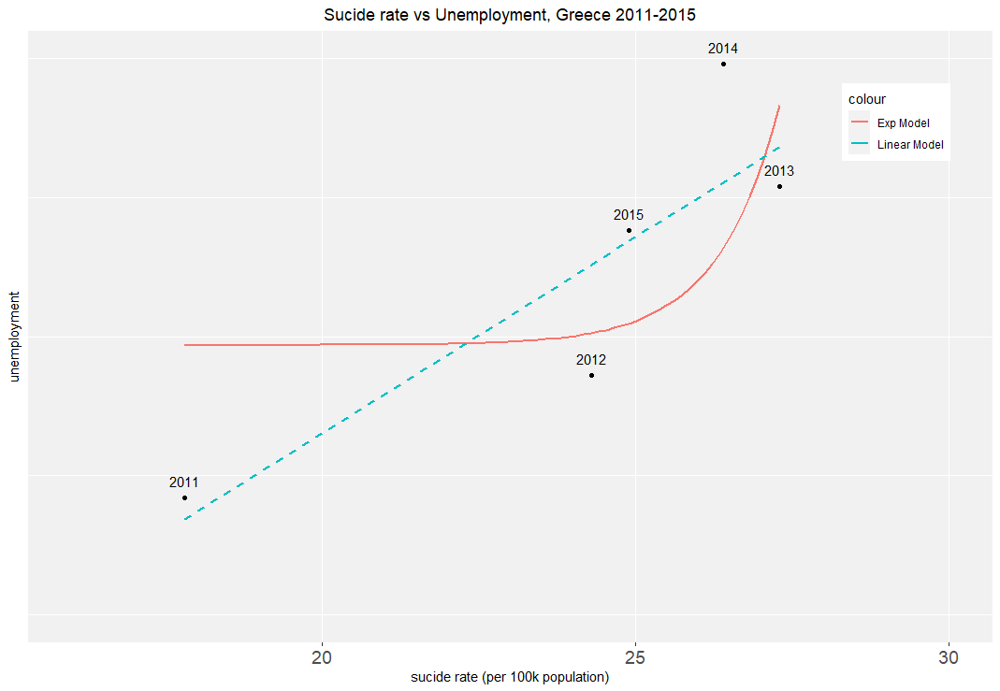 Sucide rate vs Unemployment, Greece 2011-2015
2014
colour
Exp Model
Linear Model
2013
2015
unemployment
2012
2011
20
25
30
sucide rate (per 100k population)